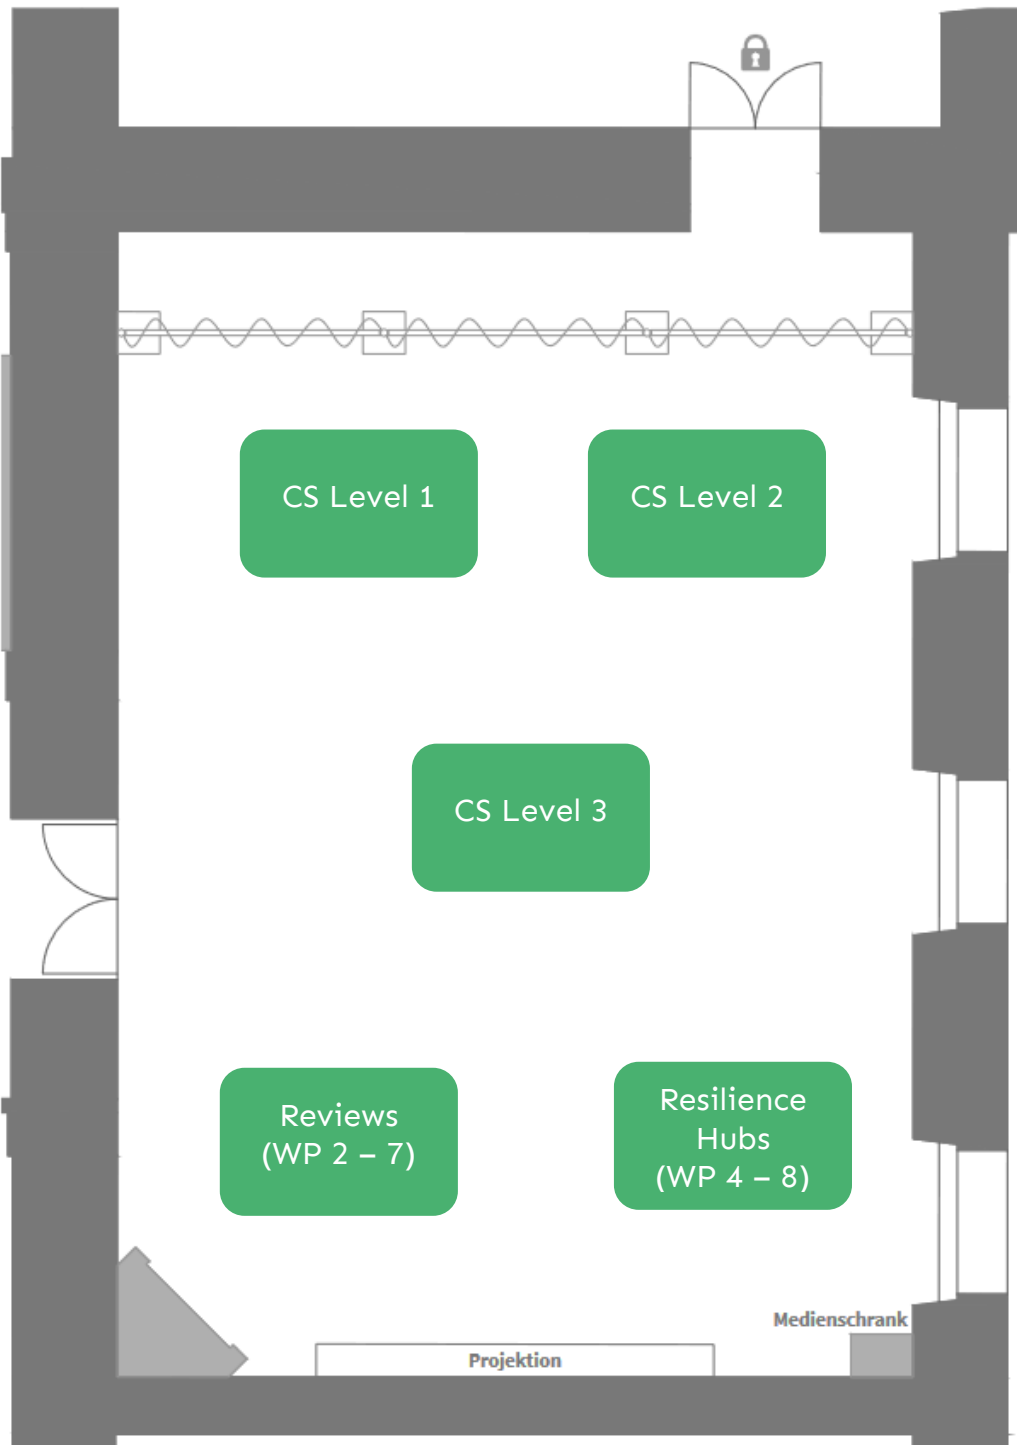 CS Level 1
CS Level 2
CS Level 3
Reviews
(WP 2 – 7)
Resilience
Hubs
(WP 4 – 8)
Medienschrank
Projektion